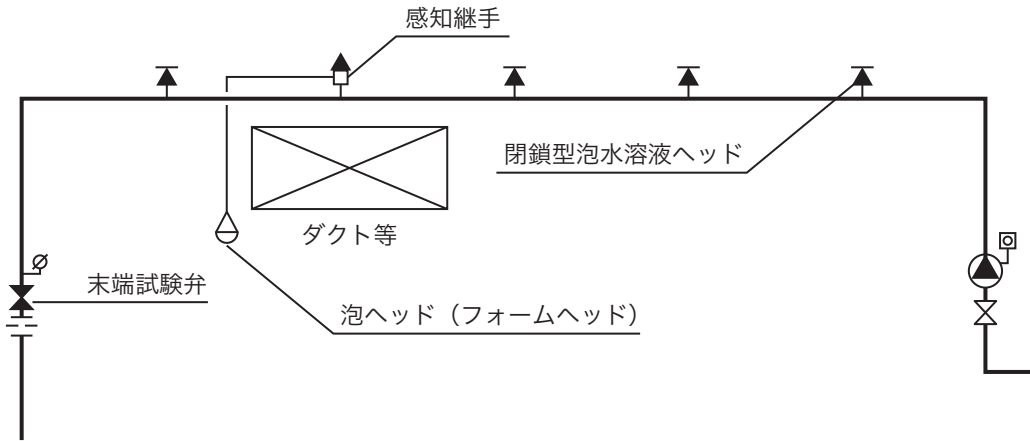 感知継手
閉鎖型泡水溶液ヘッド
ダクト等
末端試験弁
泡ヘッド（フォームヘッド）